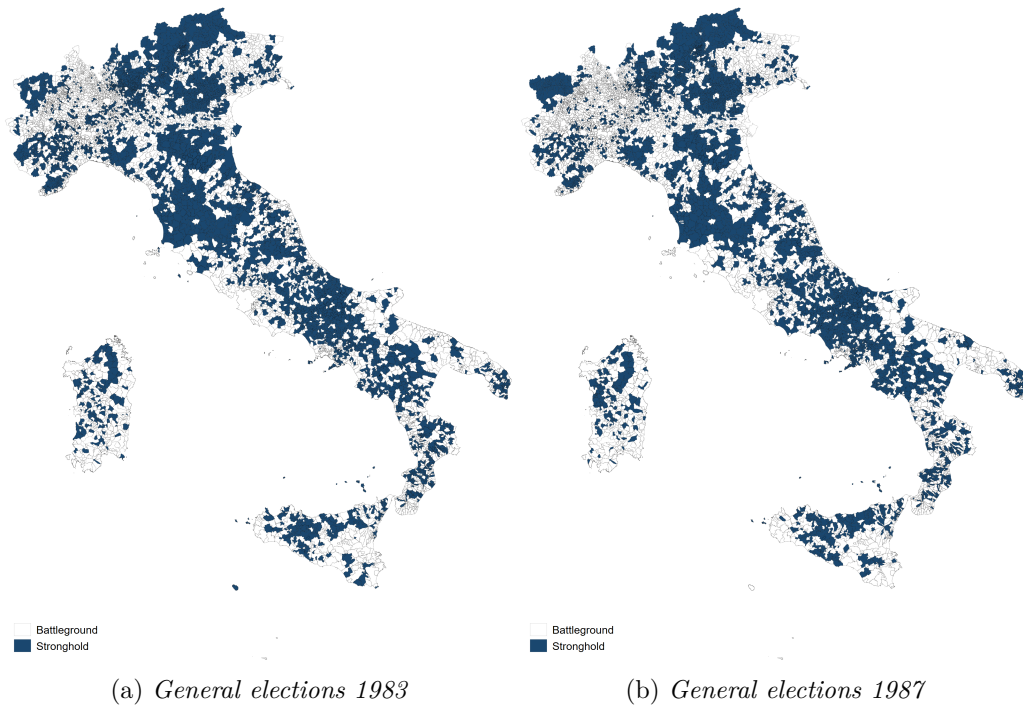 Battleground
Stronghold
Battleground
Stronghold
(a) General elections 1983
(b) General elections 1987